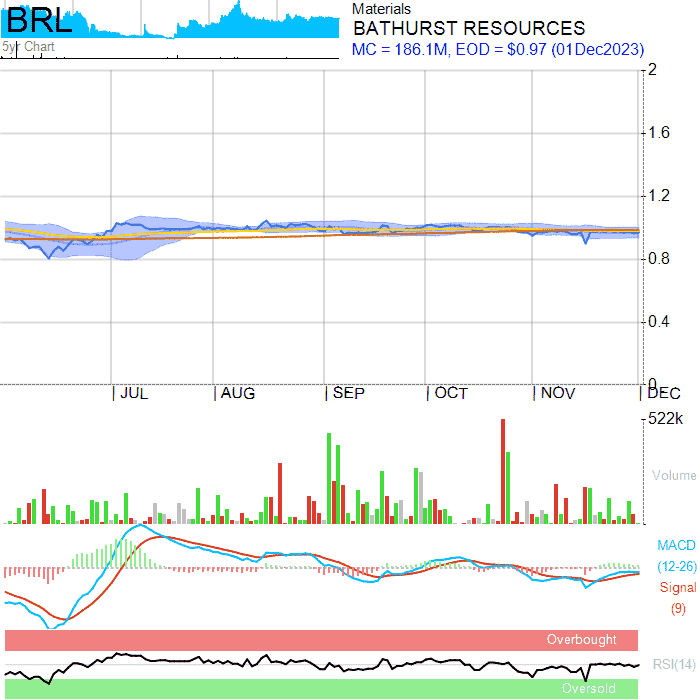 BRL
5yr Chart
Materials
BATHURST RESOURCES
MC = 186.1M, EOD = $0.97 (01Dec2023)
2
1.6
1.2
0.8
0.4
0
JUL
AUG
SEP
OCT
NOV
DEC
522k
Volume
MACD
(12-26)
Signal
(9)
Overbought
RSI(14)
Oversold